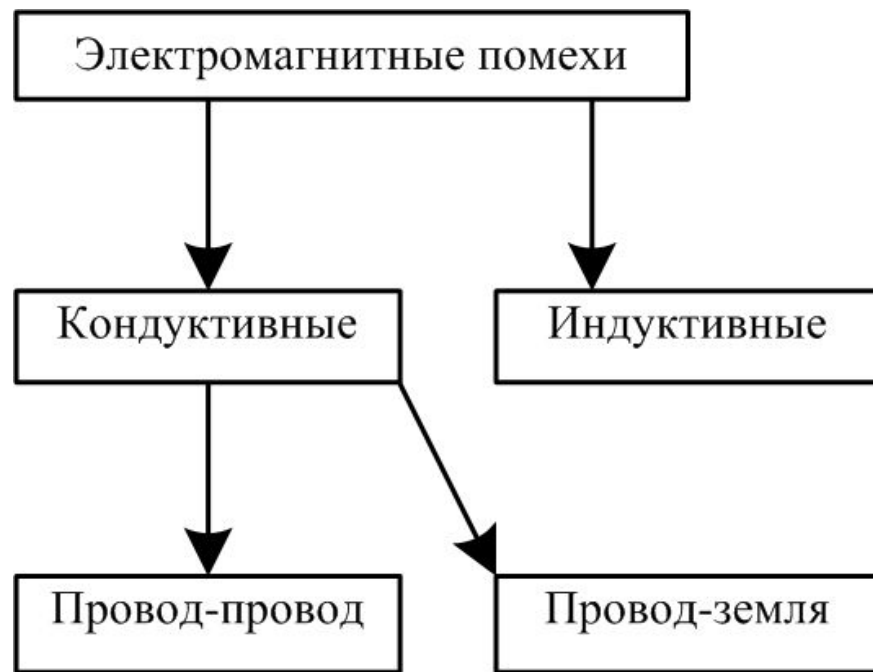 Электромагнитные помехи
Кондуктивные
Индуктивные
Провод-провод
Провод-земля